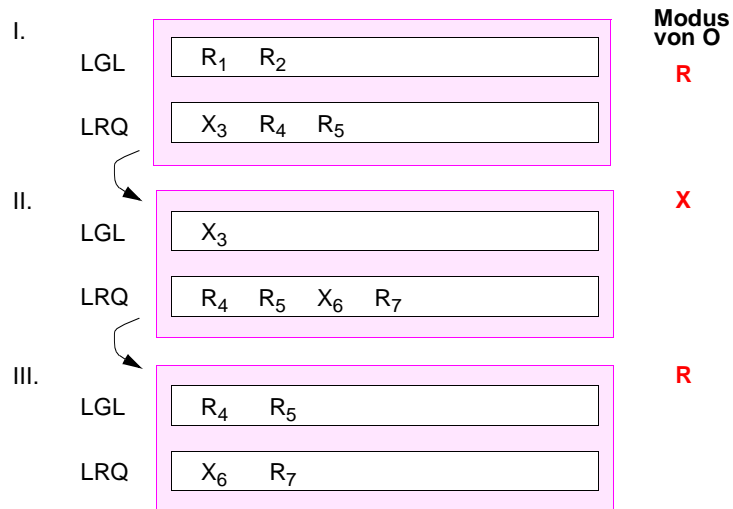 Modus
von O
I.
LGL R₁ R₂ R
LRQ X₃ R₄ R₅
II. X
LGL X₃
LRQ R₄ R₅ X₆ R₇
III. R
LGL R₄ R₅
LRQ X₆ R₇